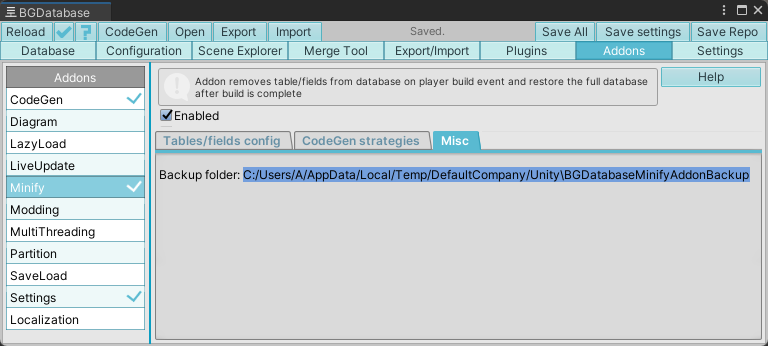 BGDatabase
Reload ? CodeGen Open Export Import Saved. Save All Save settings Save Repo
Database Configuration Scene Explorer Merge Tool Export/Import Plugins Addons Settings
Addons
CodeGen
Diagram
LazyLoad
LiveUpdate
Minify
Modding
MultiThreading
Partition
SaveLoad
Settings
Localization
Addon removes table/fields from database on player build event and restore the full database
after build is complete
Help
Enabled
Tables/fields config CodeGen strategies Misc
Backup folder: C:/Users/A/AppData/Local/Temp/DefaultCompany/Unity\BGDatabaseMinifyAddonBackup